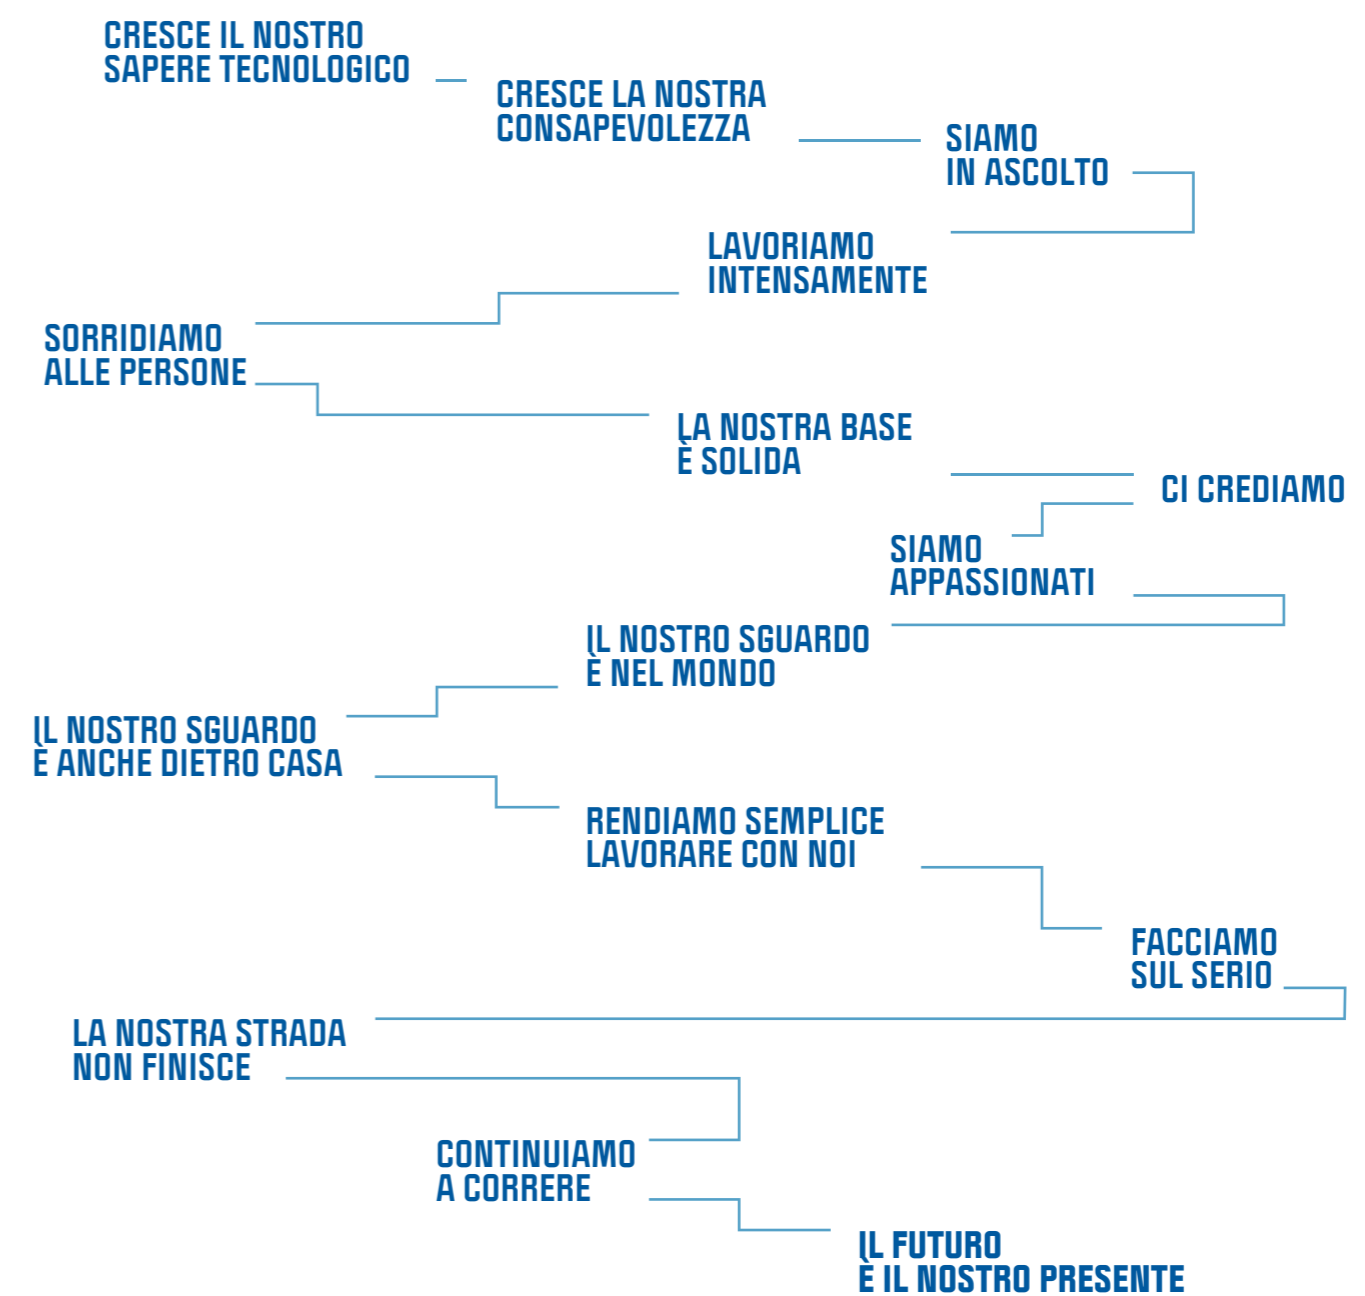 CRESCE IL NOSTRO
SAPERE TECNOLOGICO
CRESCE LA NOSTRA
CONSAPEVOLEZZA
SIAMO
IN ASCOLTO
LAVORIAMO
INTENSAMENTE
SORRIDIAMO
ALLE PERSONE
LA NOSTRA BASE
È SOLIDA
CI CREDIAMO
SIAMO
APPASSIONATI
IL NOSTRO SGUARDO
È NEL MONDO
IL NOSTRO SGUARDO
È ANCHE DIETRO CASA
RENDIAMO SEMPLICE
LAVORARE CON NOI
FACCIAMO
SUL SERIO
LA NOSTRA STRADA
NON FINISCE
CONTINUIAMO
A CORRERE
IL FUTURO
È IL NOSTRO PRESENTE